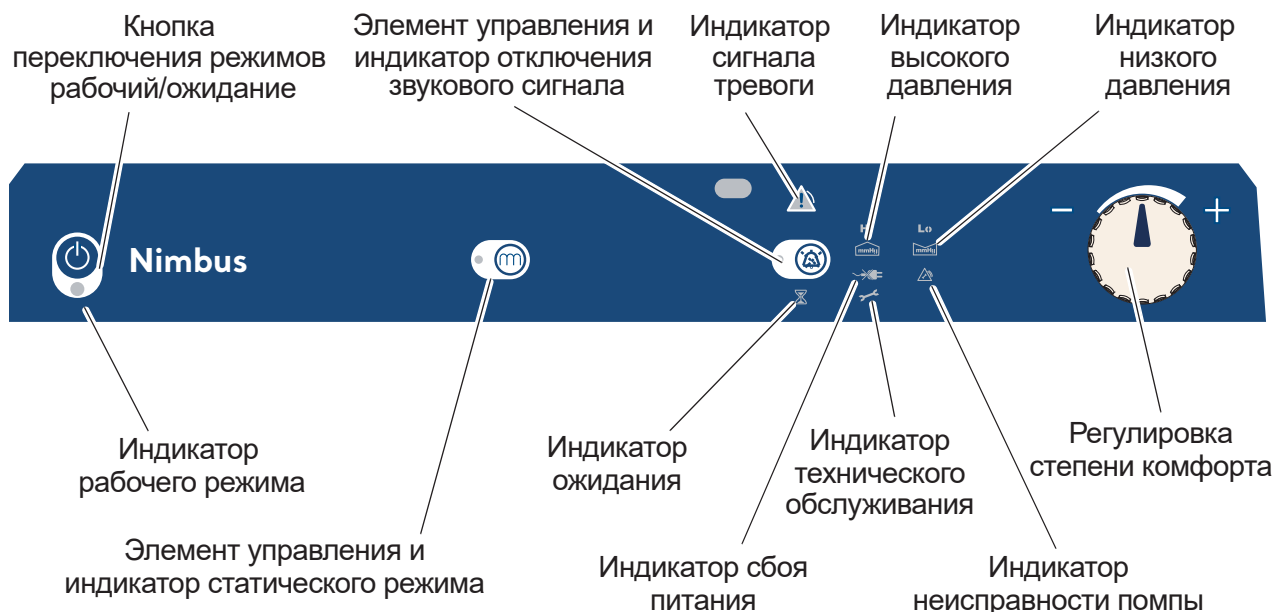 Кнопка
переключения режимов
рабочий/ожидание
Элемент управления и
индикатор отключения
звукового сигнала
Индикатор
сигнала
тревоги
Индикатор
высокого
давления
Индикатор
низкого
давления
Nimbus
Lo
mmHg
mmHg
Индикатор
рабочего режима
Элемент управления и
индикатор статического режима
Индикатор
ожидания
Индикатор
технического
обслуживания
Регулировка
степени комфорта
Индикатор сбоя
питания
Индикатор
неисправности помпы